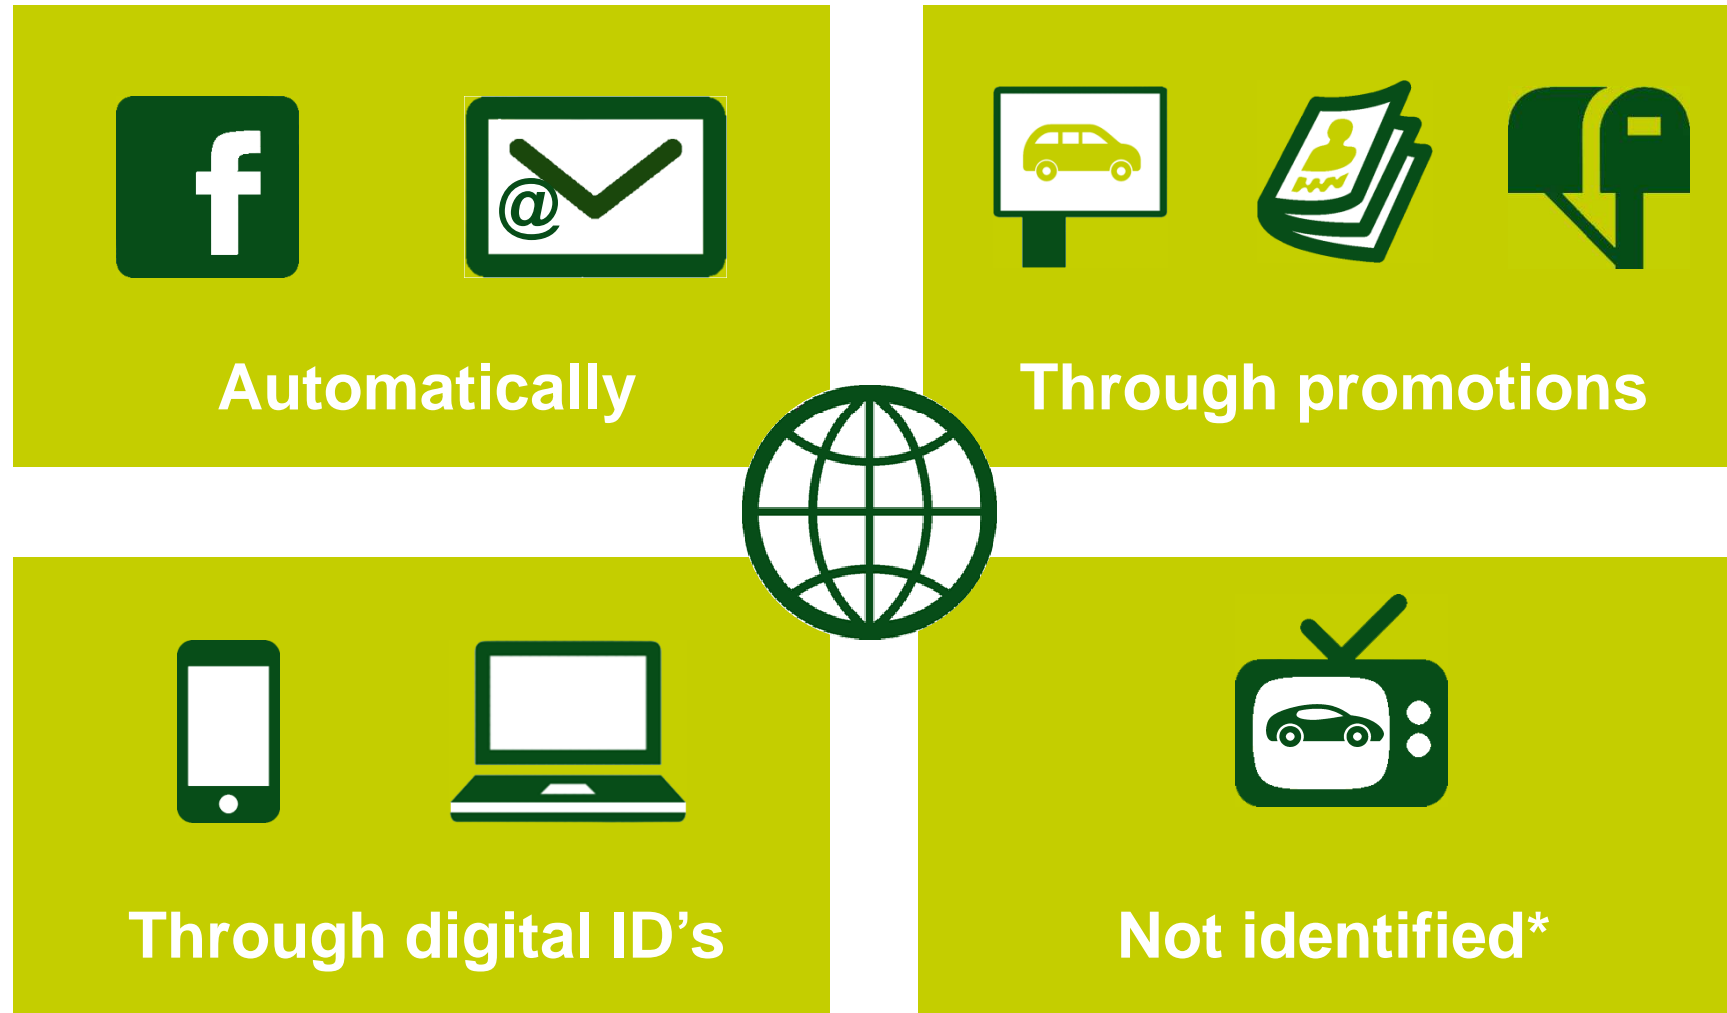 f
@
Automatically
Through promotions
Through digital ID’s
Not identified*